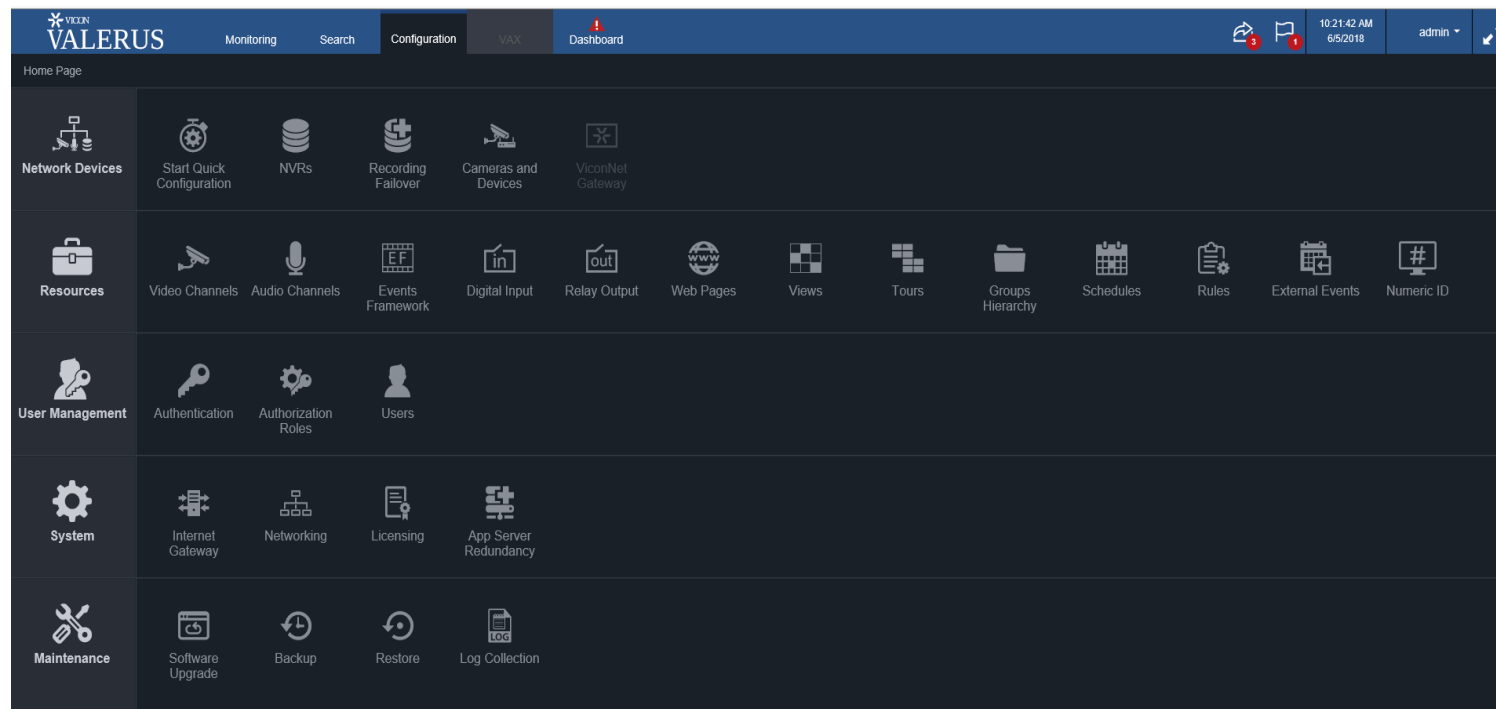 VICON
VALERUS
Monitoring
Search
Configuration
VAX
Dashboard
3
1
10:21:42 AM
6/5/2018
admin
Home Page
Network Devices
Start Quick
Configuration
NVRs
Recording
Failover
Cameras and
Devices
ViconNet
Gateway
Resources
Video Channels
Audio Channels
EF
Events
Framework
in
Digital Input
out
Relay Output
www
Web Pages
Views
Tours
Groups
Hierarchy
Schedules
Rules
External Events
#
Numeric ID
User Management
Authentication
Authorization
Roles
Users
System
Internet
Gateway
Networking
Licensing
App Server
Redundancy
Maintenance
Software
Upgrade
Backup
Restore
LOG
Log Collection